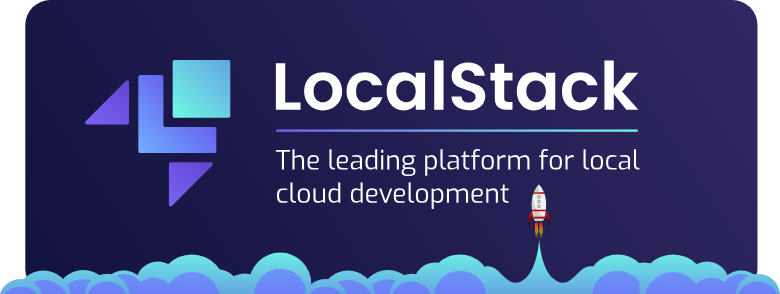 LocalStack
The leading platform for local
cloud development